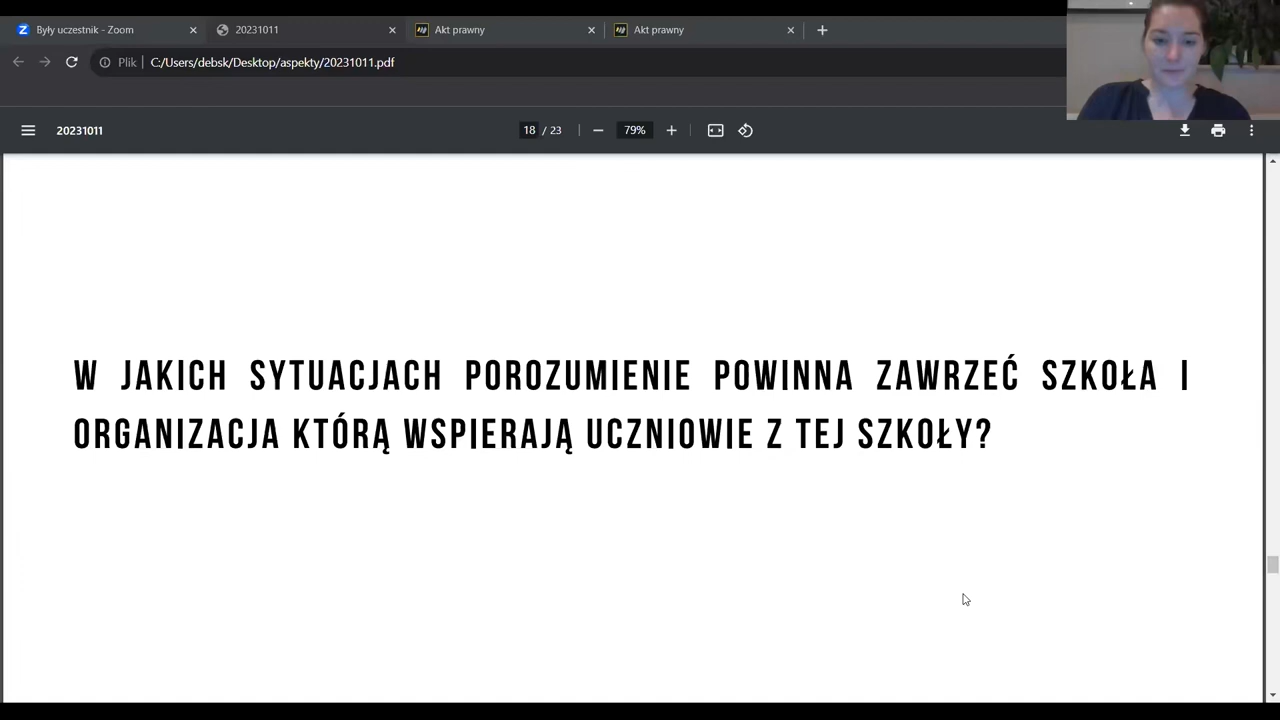 Były uczestnik - Zoom
20231011
Akt prawny
Akt prawny
Plik
C:/Users/debsk/Desktop/aspekty/20231011.pdf
20231011
18 / 23
79%
W JAKICH SYTUACJACH POROZUMIENIE POWINNA ZAWRZEĆ SZKOŁA I
ORGANIZACJA KTÓRĄ WSPIERAJĄ UCZNIOWIE Z TEJ SZKOŁY?